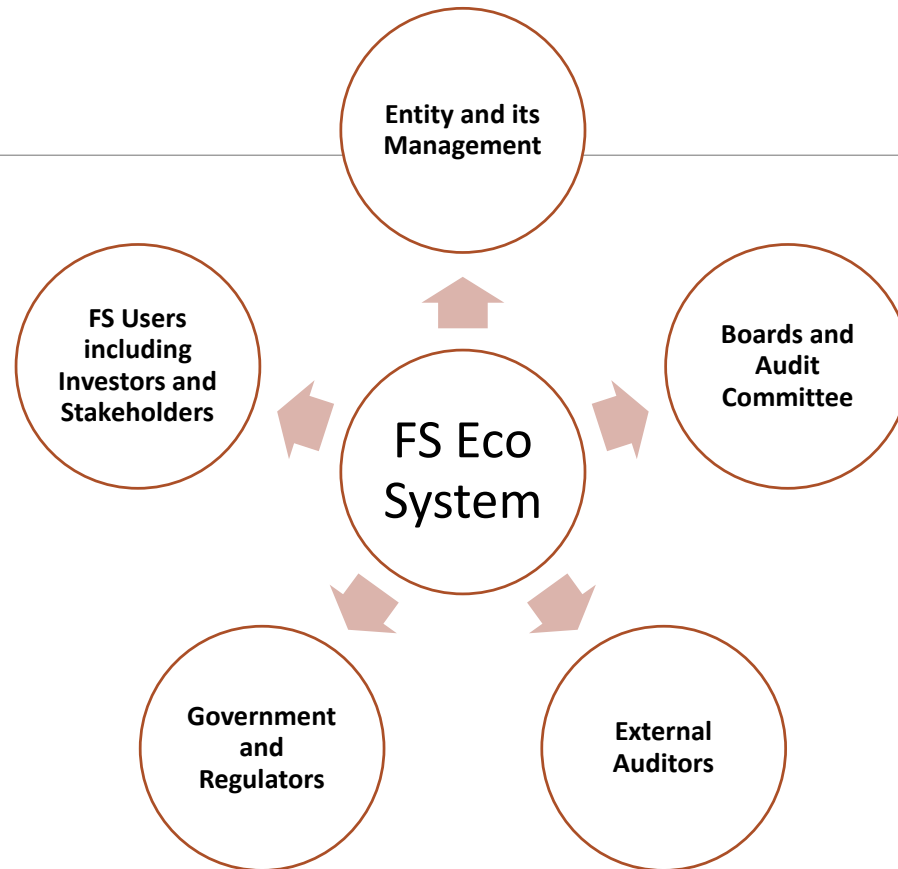 Entity and its
Management
FS Users
including
Investors and
Stakeholders
Boards and
Audit
Committee
FS Eco
System
Government
and
Regulators
External
Auditors